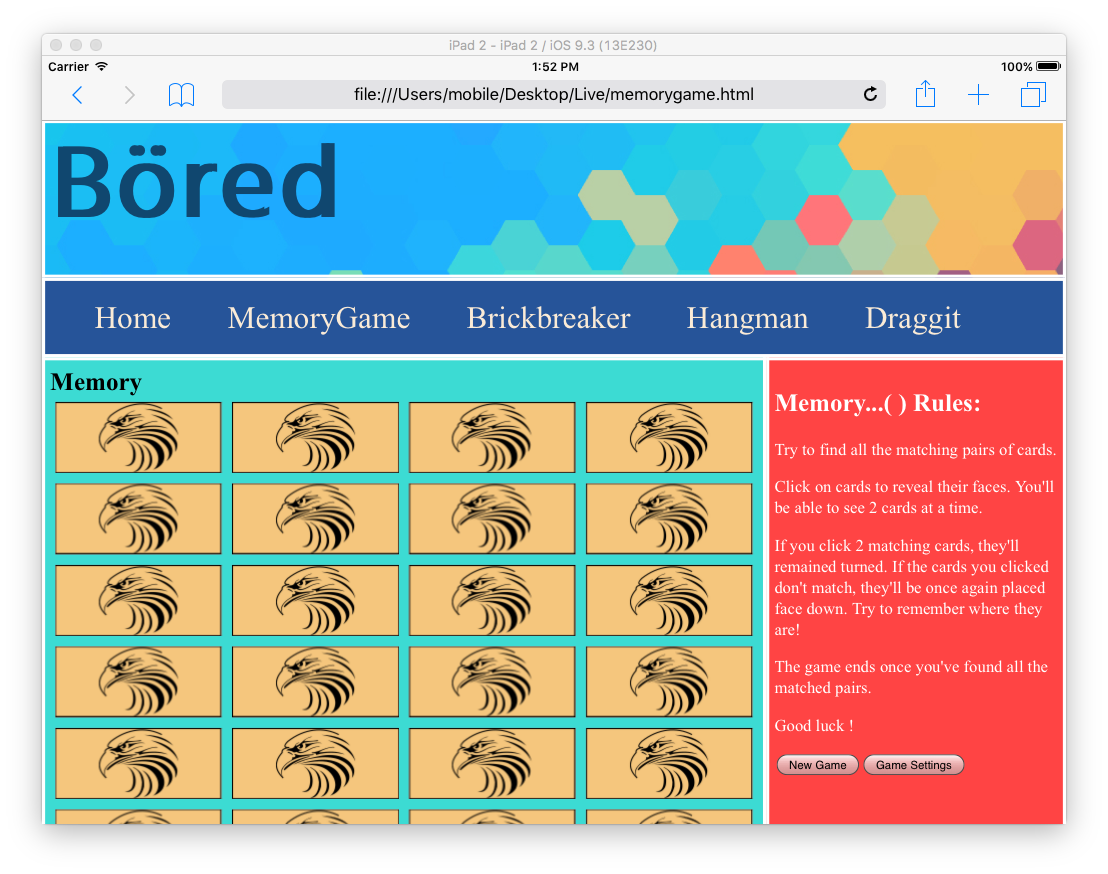 iPad 2 - iPad 2 / iOS 9.3 (13E230)
Carrier 1:52 PM 100%
file:///Users/mobile/Desktop/Live/memorygame.html
Böred
Home MemoryGame Brickbreaker Hangman Draggit
Memory
Memory...( ) Rules:
Try to find all the matching pairs of cards.
Click on cards to reveal their faces. You'll
be able to see 2 cards at a time.
If you click 2 matching cards, they'll
remained turned. If the cards you clicked
don't match, they'll be once again placed
face down. Try to remember where they
are!
The game ends once you've found all the
matched pairs.
Good luck !
New Game Game Settings